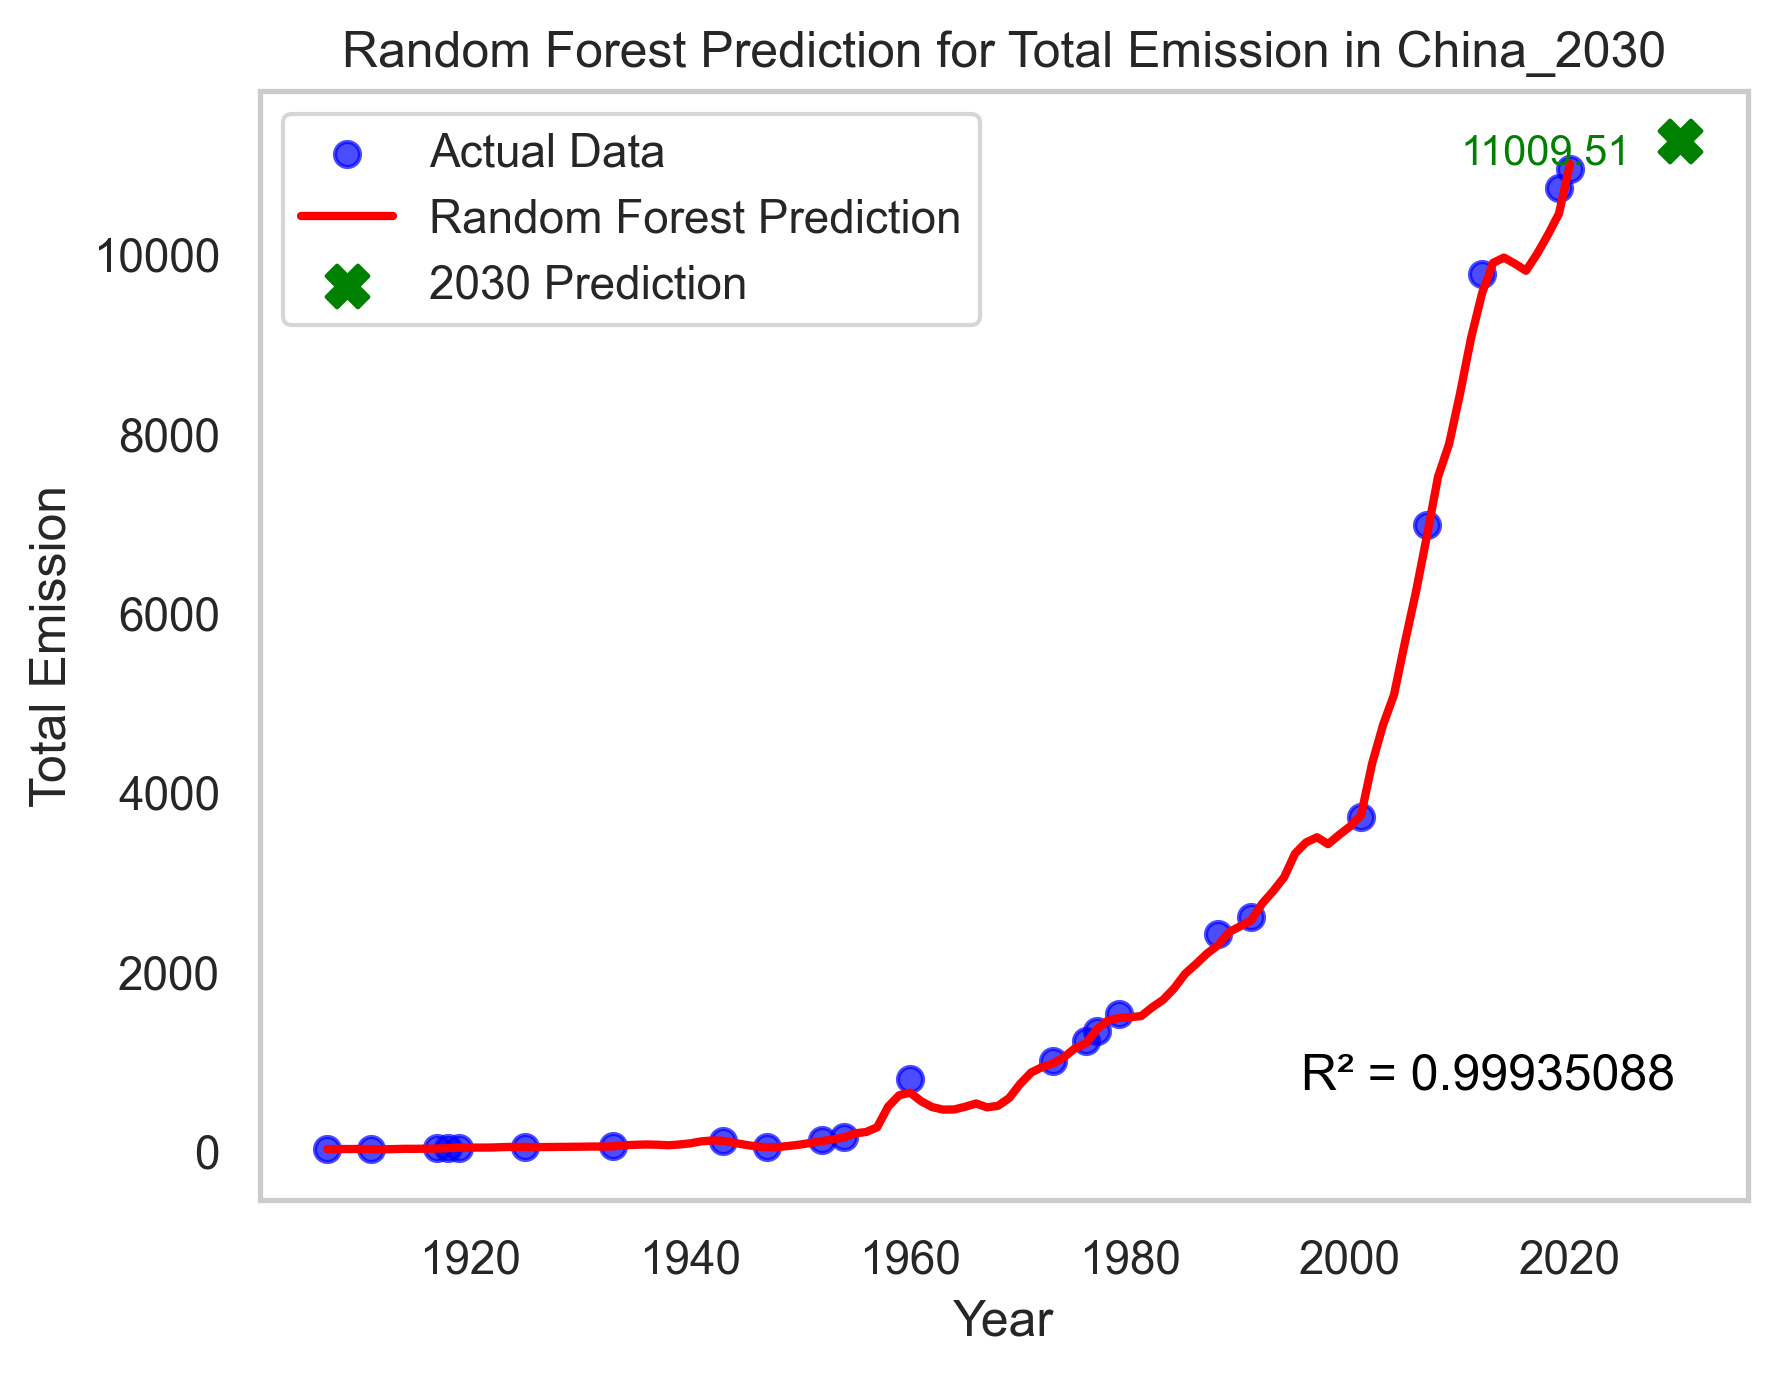 Random Forest Prediction for Total Emission in China_2030
Actual Data
Random Forest Prediction
2030 Prediction
11009.51
10000
8000
6000
4000
2000
0
Total Emission
R² = 0.99935088
1920 1940 1960 1980 2000 2020
Year